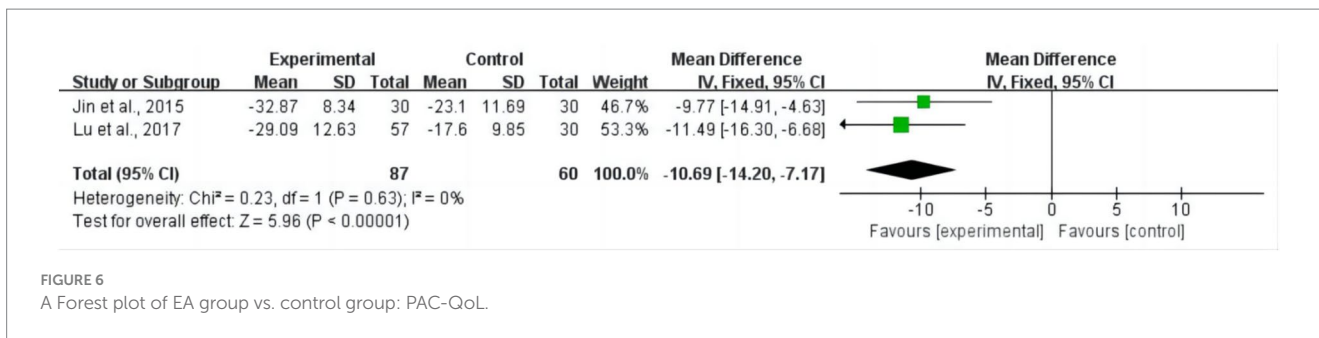 Experimental Control Mean Difference Mean Difference
Study or Subgroup Mean SD Total Mean SD Total Weight IV, Fixed, 95% CI IV, Fixed, 95% CI
Jin et al., 2015 -32.87 8.34 30 -23.1 11.69 30 46.7% -9.77 [-14.91, -4.63]
Lu et al., 2017 -29.09 12.63 57 -17.6 9.85 30 53.3% -11.49 [-16.30, -6.68]
Total (95% CI) 87 60 100.0% -10.69 [-14.20, -7.17]
Heterogeneity: Chi² = 0.23, df = 1 (P = 0.63); I² = 0%
Test for overall effect: Z = 5.96 (P < 0.00001)
-10 -5 0 5 10
Favours [experimental] Favours [control]
FIGURE 6
A Forest plot of EA group vs. control group: PAC-QoL.